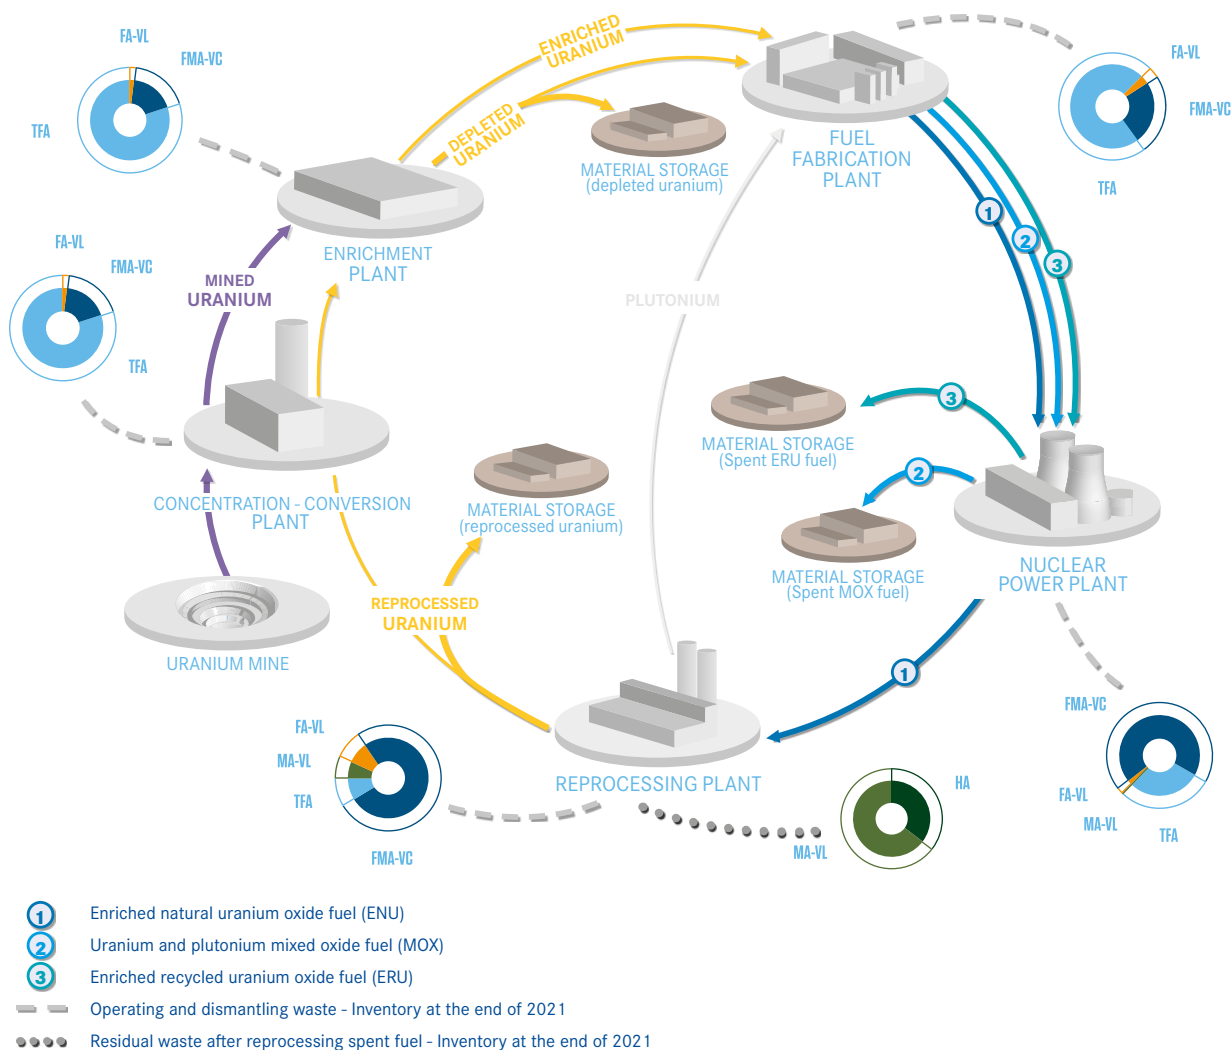 FA-VL
FMA-VC
TFA
ENRICHED
URANIUM
DEPLETED
URANIUM
MATERIAL STORAGE
(depleted uranium)
FUEL
FABRICATION
PLANT
FA-VL
FMA-VC
TFA
ENRICHMENT
PLANT
FA-VL
FMA-VC
TFA
MINED
URANIUM
PLUTONIUM
1
2
3
3
MATERIAL STORAGE
(Spent ERU fuel)
2
MATERIAL STORAGE
(Spent MOX fuel)
CONCENTRATION - CONVERSION
PLANT
MATERIAL STORAGE
(reprocessed uranium)
NUCLEAR
POWER PLANT
REPROCESSED
URANIUM
URANIUM MINE
1
FA-VL
MA-VL
TFA
FMA-VC
REPROCESSING PLANT
HA
MA-VL
FMA-VC
FA-VL
MA-VL
TFA
1 Enriched natural uranium oxide fuel (ENU)
2 Uranium and plutonium mixed oxide fuel (MOX)
3 Enriched recycled uranium oxide fuel (ERU)
Operating and dismantling waste - Inventory at the end of 2021
Residual waste after reprocessing spent fuel - Inventory at the end of 2021